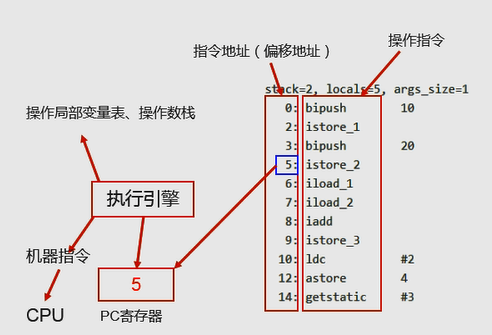 指令地址（偏移地址）
操作指令
stack=2, locals=5, args_size=1
0: bipush 10
2: istore_1
3: bipush 20
5: istore_2
6: iload_1
7: iload_2
8: iadd
9: istore_3
10: ldc #2
12: astore 4
14: getstatic #3
操作局部变量表、操作数栈
执行引擎
机器指令
5
CPU
PC寄存器